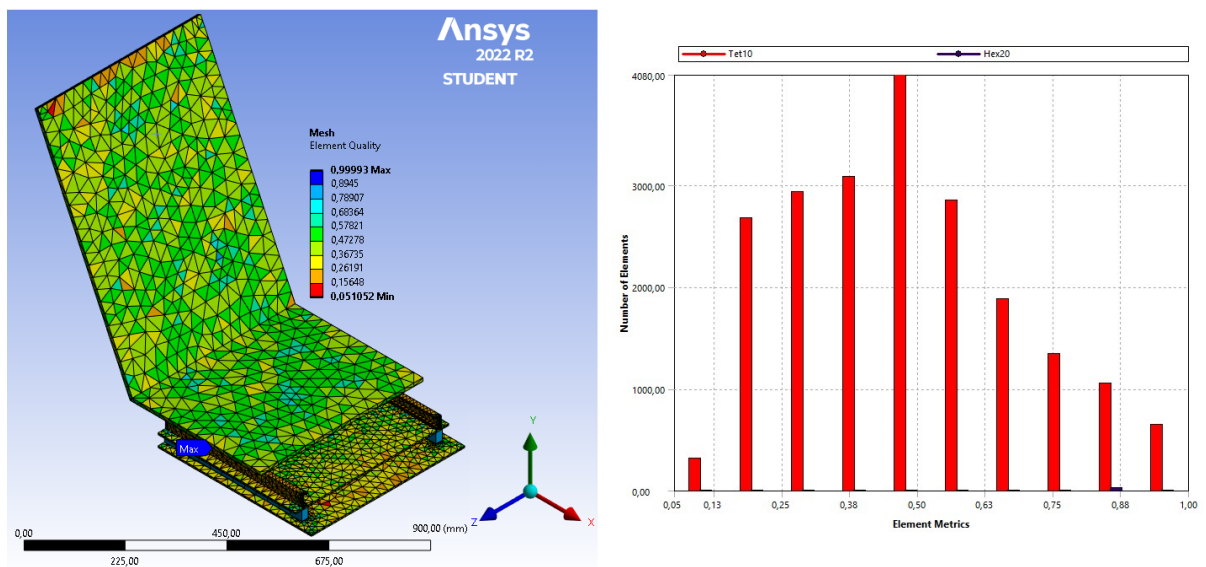 Ansys
2022 R2
STUDENT
Mesh
Element Quality
0,99993 Max
0,8945
0,78907
0,68364
0,57821
0,47278
0,36735
0,26191
0,15648
0,051052 Min
Max
Y
Z
X
0,00
450,00
900,00 (mm)
225,00
675,00
Tet10
Hex20
4080,00
3000,00
2000,00
1000,00
0,00
Number of Elements
0,05
0,13
0,25
0,38
0,50
0,63
0,75
0,88
1,00
Element Metrics